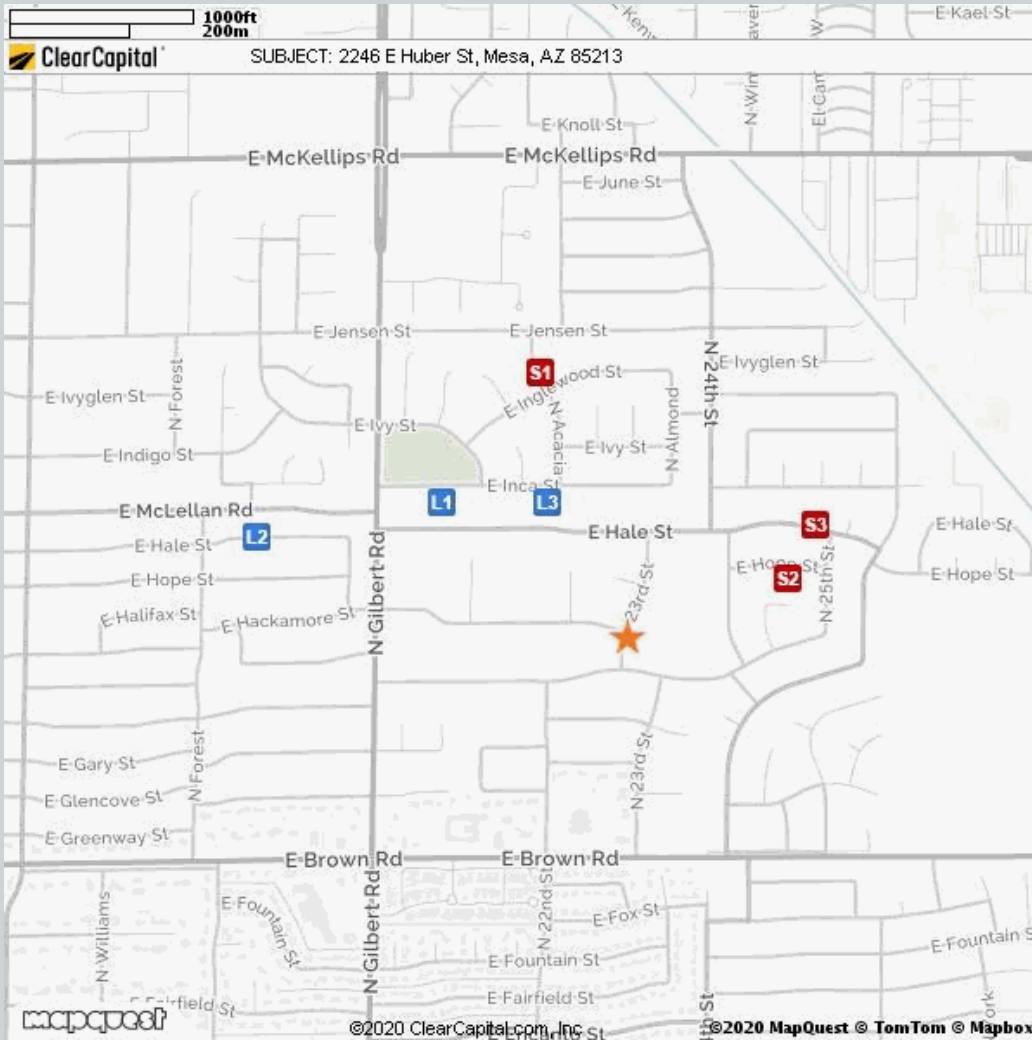 1000ft
200m
E Kael St
ClearCapital
SUBJECT: 2246 E Huber St, Mesa, AZ 85213
E Knoll St
E McKellips Rd
E McKellips Rd
E June St
E Jensen St
E Jensen St
N Forest
S1
E Inglewood St
N 24th St
E Ivyglen St
E Ivyglen St
N Acacia
N Almond
E Ivy St
E Ivy St
E Indigo St
E Inca St
L1
L3
E McLellan Rd
E Hale St
S3
E Hale St
L2
E Hale St
N Gilbert Rd
E Hope St
S2
E Hope St
E Hope St
N 25th St
23rd St
E Halifax St
E Hackamore St
N Forest
N 23rd St
E Gary St
E Glencove St
E Greenway St
E Brown Rd
E Brown Rd
N Gilbert Rd
N Williams
E Fountain St
N 22nd St
E Fox St
E Fountain St
E Fountain S
E Fairfield St
E Fairfield St
mapquest
©2020 ClearCapital.com, Inc
©2020 MapQuest © TomTom © Mapbox